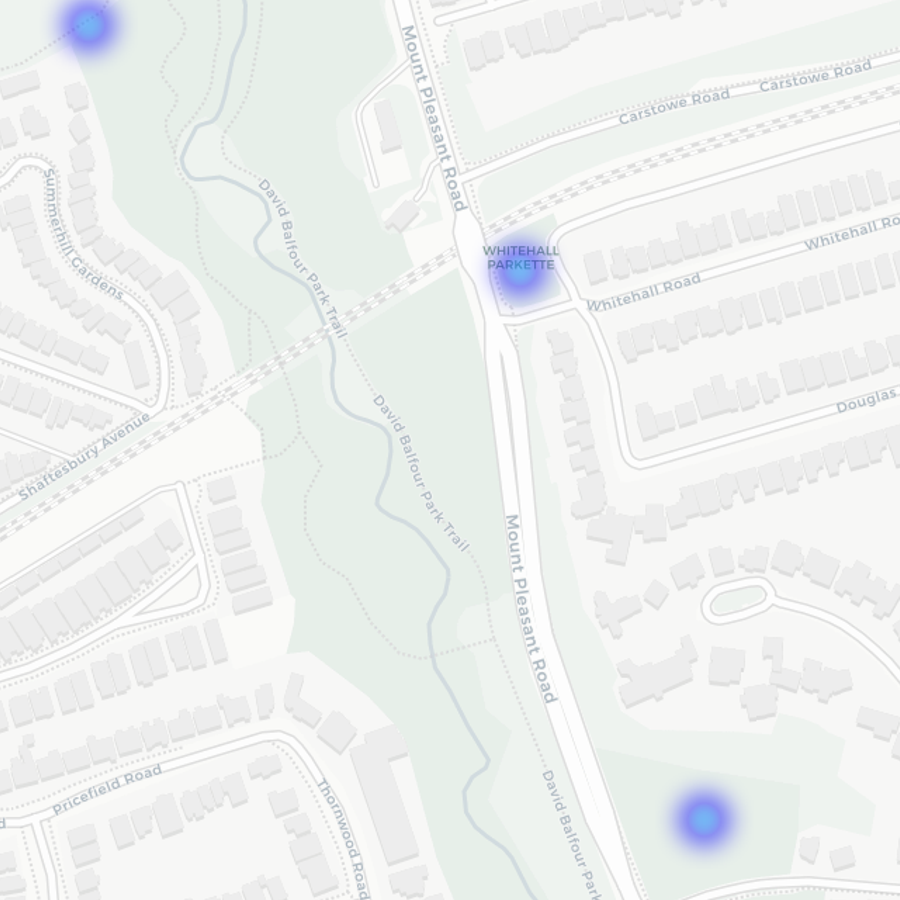 Mount Pleasant Road
Carstowe Road
Carstowe Road
Summerhill Gardens
David Balfour Park Trail
WHITEHALL
PARKETTE
Whitehall Ro
Whitehall Road
Douglas
David Balfour Park Trail
Shaftesbury Avenue
Mount Pleasant Road
Pricefield Road
d
Thornwood Road
David Balfour Park